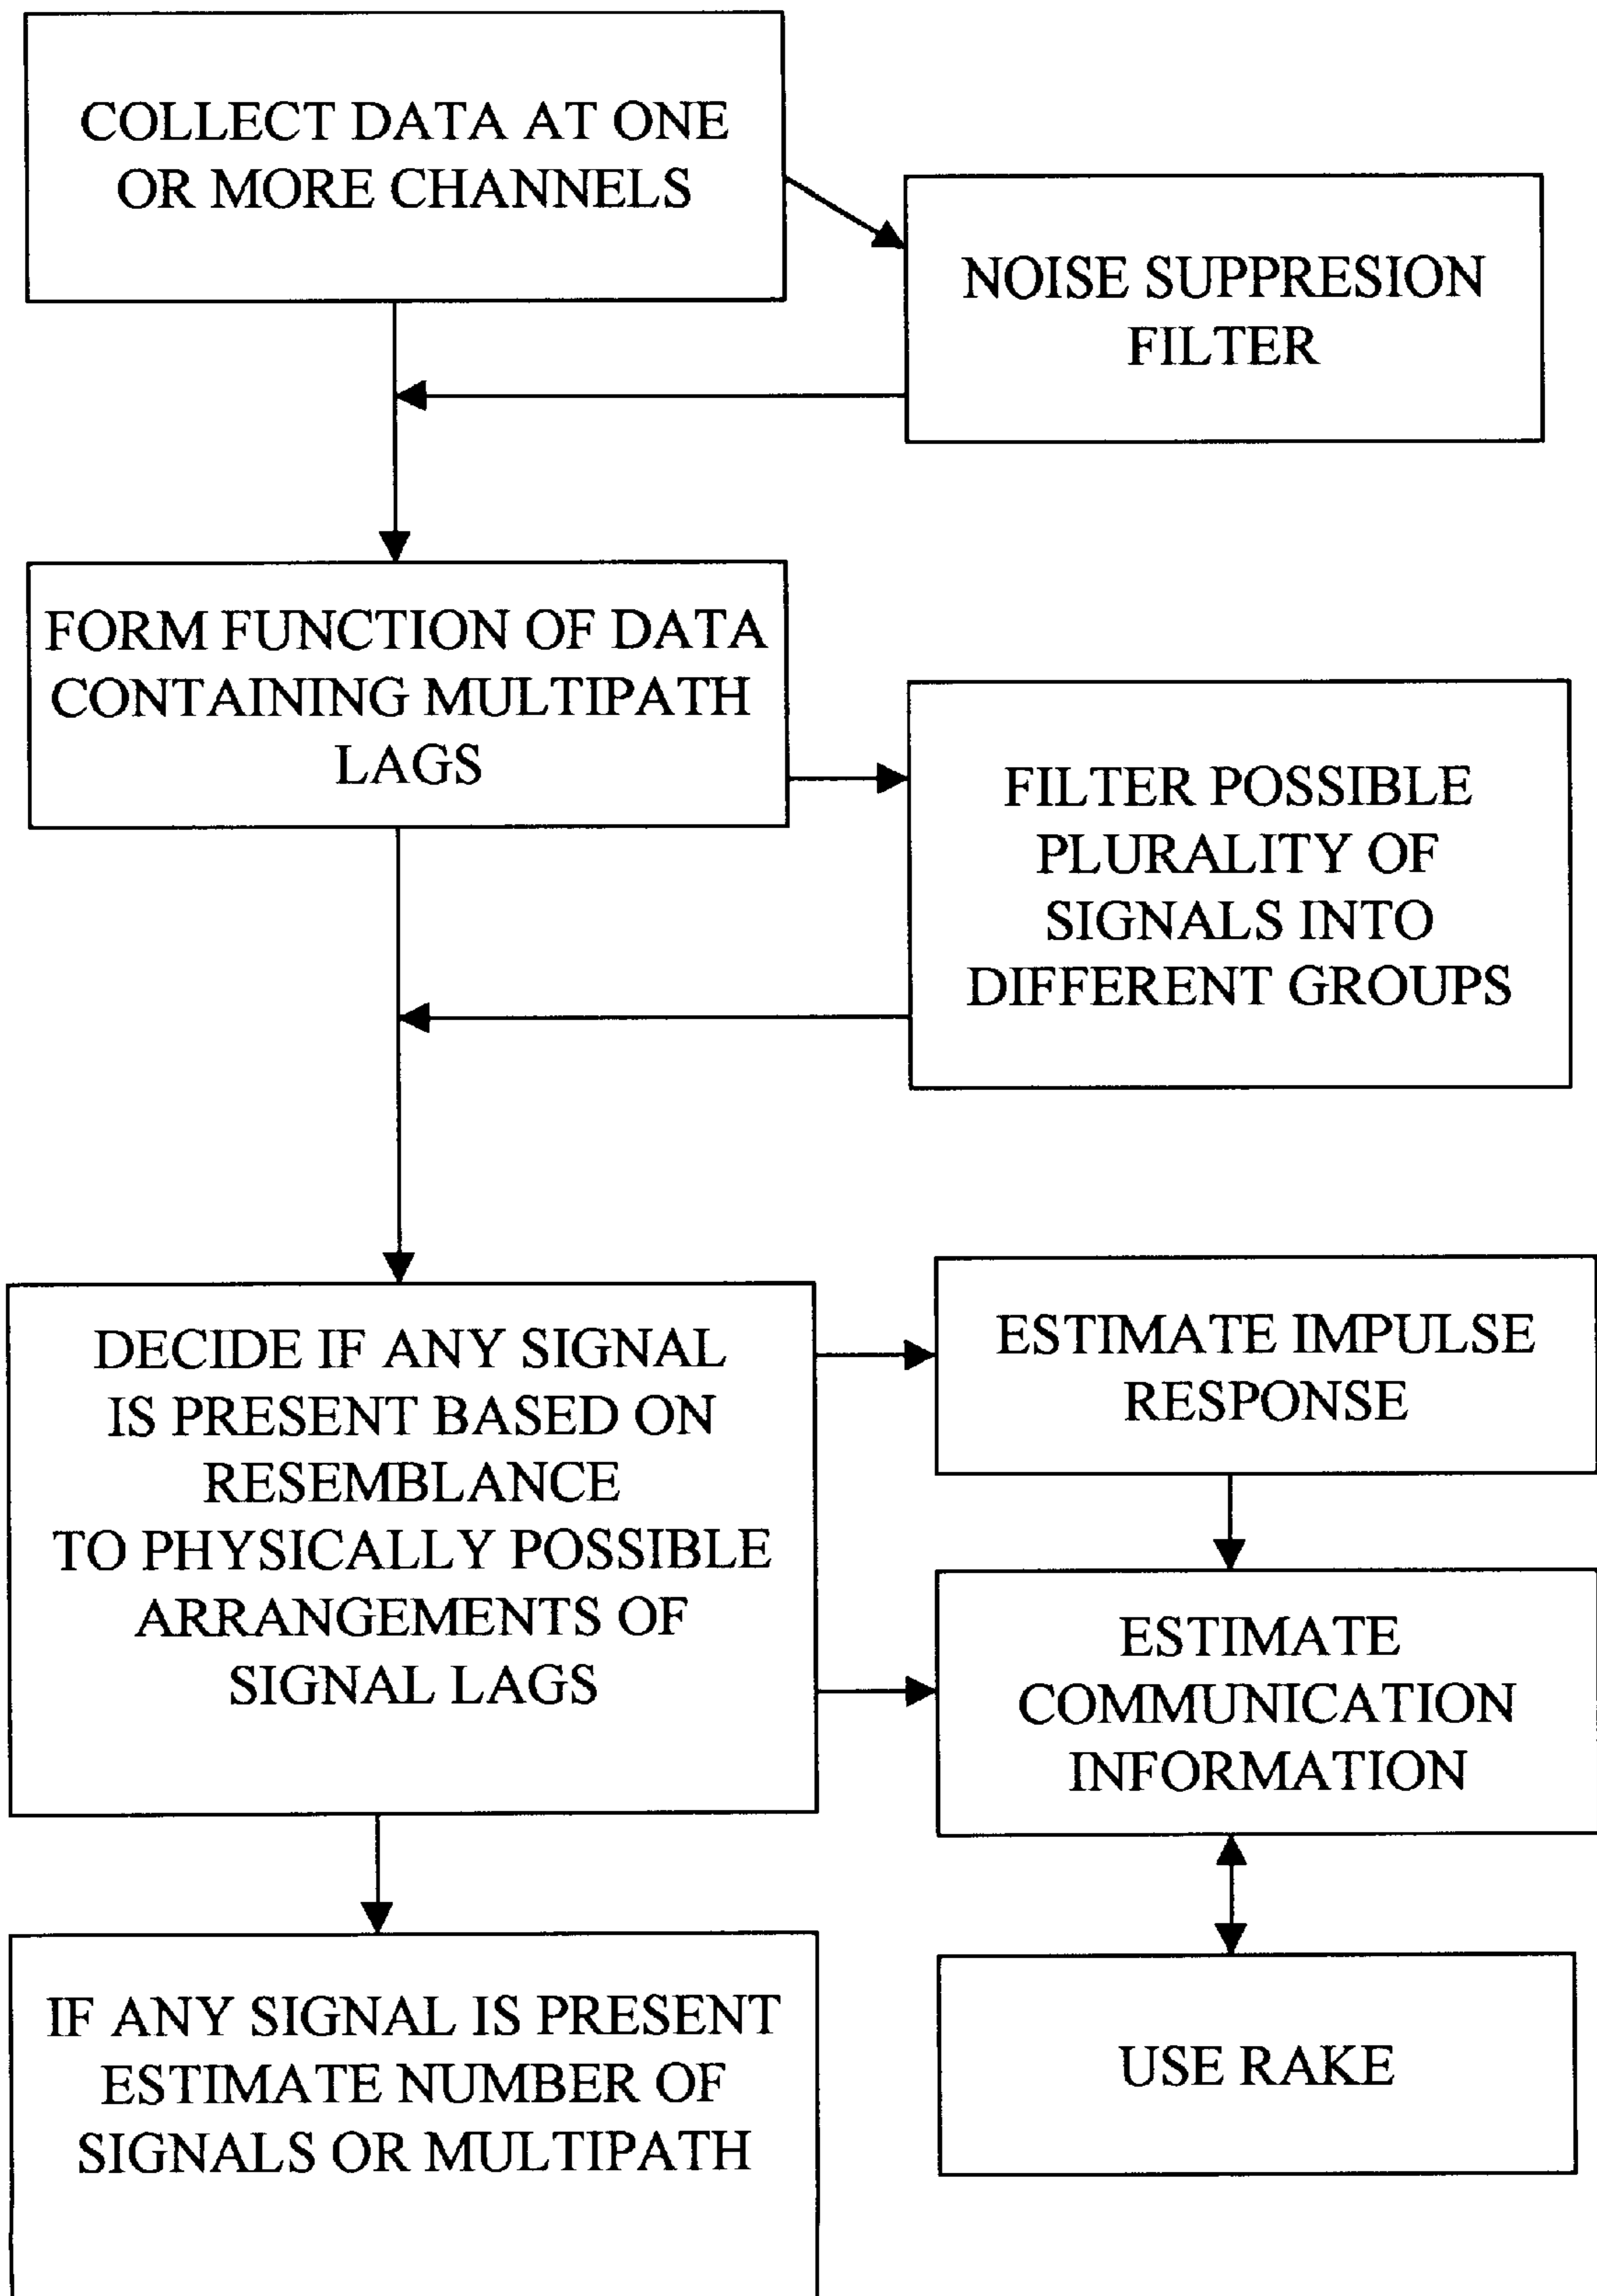 COLLECT DATA AT ONE
OR MORE CHANNELS
NOISE SUPPRESION
FILTER
FORM FUNCTION OF DATA
CONTAINING MULTIPATH
LAGS
FILTER POSSIBLE
PLURALITY OF
SIGNALS INTO
DIFFERENT GROUPS
DECIDE IF ANY SIGNAL
IS PRESENT BASED ON
RESEMBLANCE
TO PHYSICALLY POSSIBLE
ARRANGEMENTS OF
SIGNAL LAGS
ESTIMATE IMPULSE
RESPONSE
ESTIMATE
COMMUNICATION
INFORMATION
IF ANY SIGNAL IS PRESENT
ESTIMATE NUMBER OF
SIGNALS OR MULTIPATH
USE RAKE